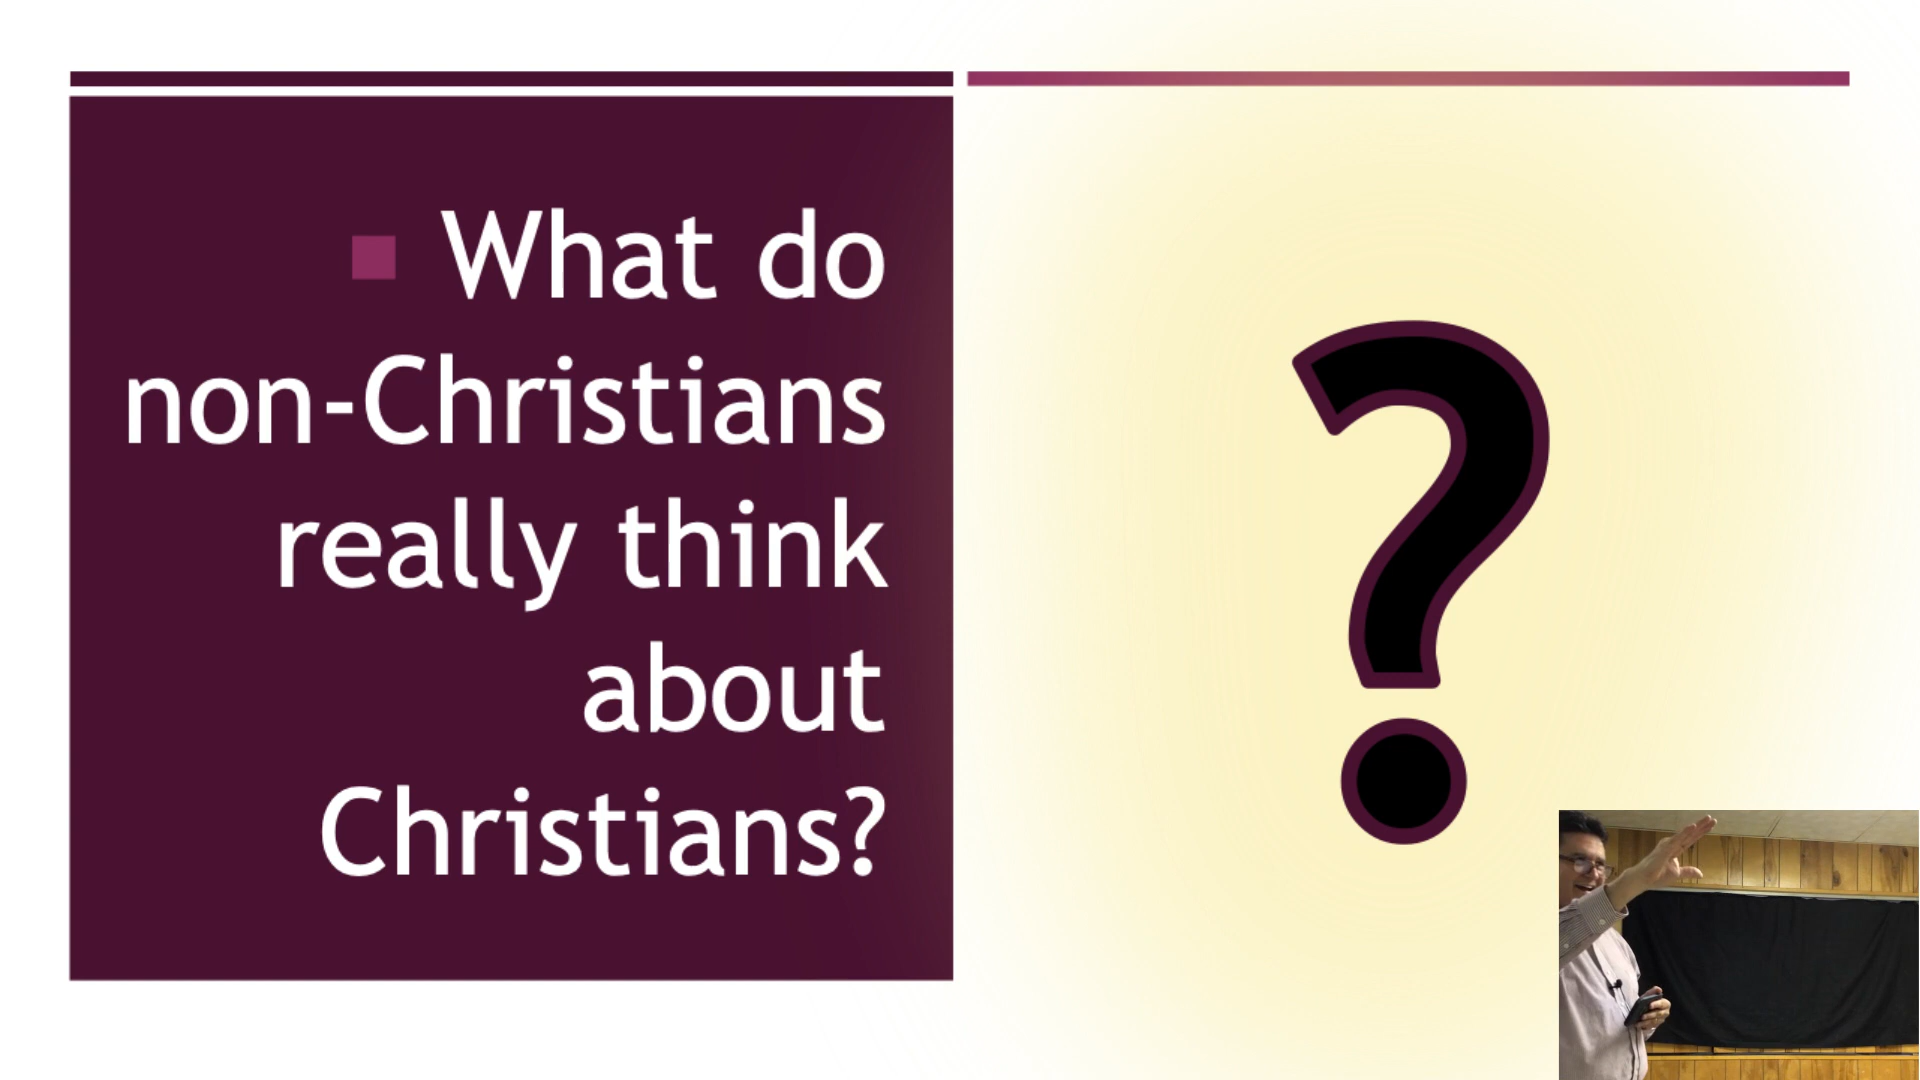 What do
non-Christians
really think
about
Christians?
?